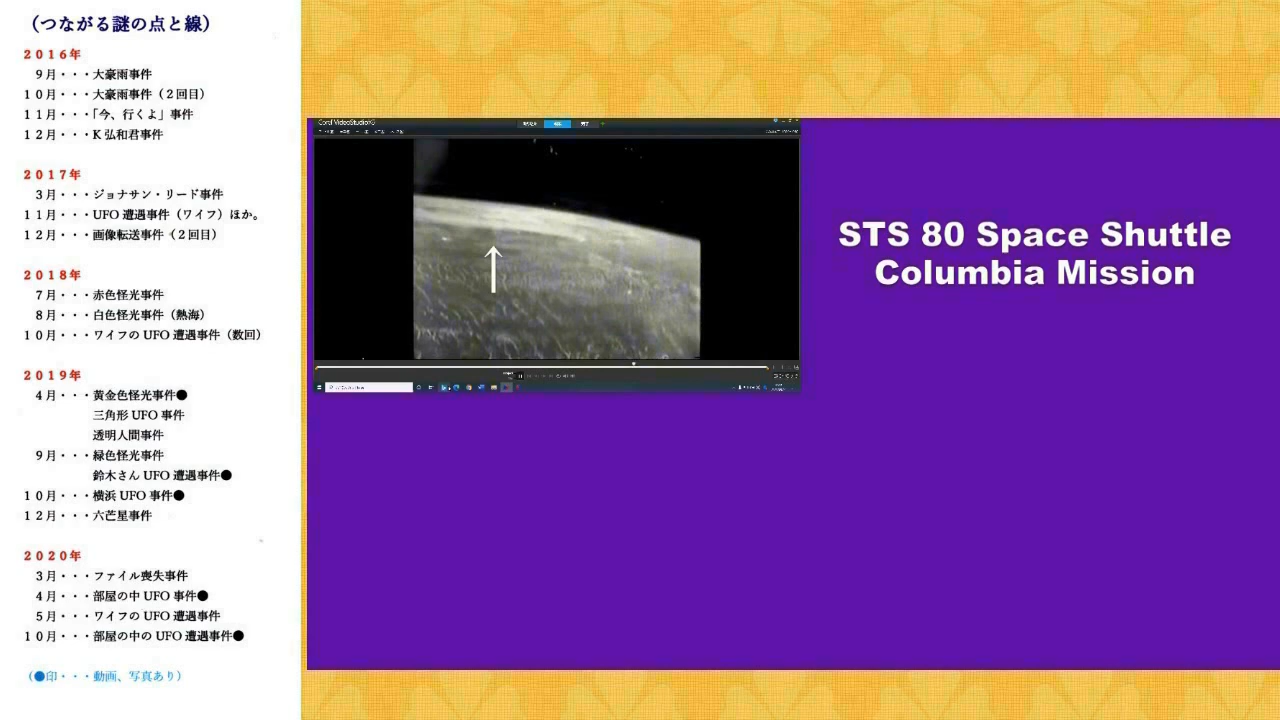 （つながる謎の点と線）
２０１６年
９月・・・大豪雨事件
１０月・・・大豪雨事件（２回目）
１１月・・・「今、行くよ」事件
１２月・・・K 弘和君事件
２０１７年
３月・・・ジョナサン・リード事件
１１月・・・UFO 遭遇事件（ワイフ）ほか。
１２月・・・画像転送事件（２回目）
２０１８年
７月・・・赤色怪光事件
８月・・・白色怪光事件（熱海）
１０月・・・ワイフの UFO 遭遇事件（数回）
２０１９年
４月・・・黄金色怪光事件●
三角形 UFO 事件
透明人間事件
９月・・・緑色怪光事件
鈴木さん UFO 遭遇事件●
１０月・・・横浜 UFO 事件●
１２月・・・六芒星事件
２０２０年
３月・・・ファイル喪失事件
４月・・・部屋の中 UFO 事件●
５月・・・ワイフの UFO 遭遇事件
１０月・・・部屋の中の UFO 遭遇事件●
（●印・・・動画、写真あり）
Corel VideoStudio
STS 80 Space Shuttle
Columbia Mission